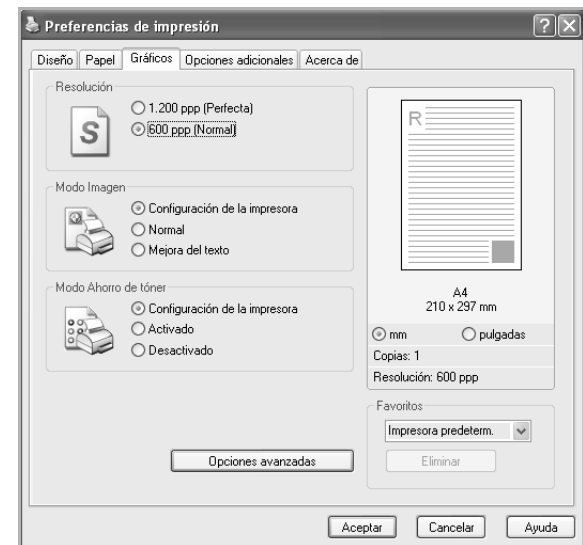 Preferencias de impresión
Diseño Papel Gráficos Opciones adicionales Acerca de
Resolución
S
1.200 ppp (Perfecta)
600 ppp (Normal)
Modo Imagen
Configuración de la impresora
Normal
Mejora del texto
Modo Ahorro de tóner
Configuración de la impresora
Activado
Desactivado
Opciones avanzadas
R
A4
210 x 297 mm
mm pulgadas
Copias: 1
Resolución: 600 ppp
Favoritos
Impresora predeterm.
Eliminar
Aceptar Cancelar Ayuda